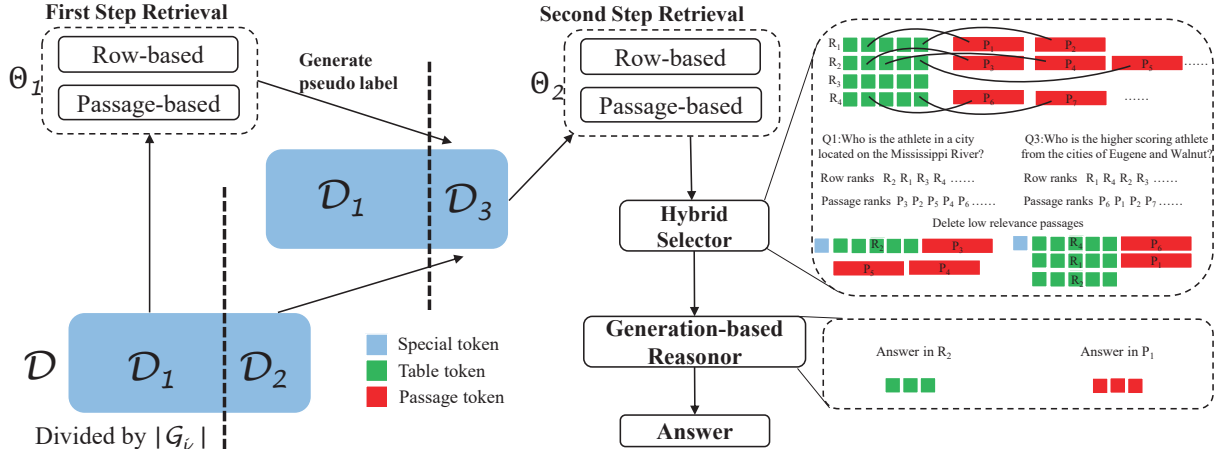 First Step Retrieval
Row-based
Passage-based
Θ1
Generate
pseudo label
D1
D3
D
D1
D2
Divided by |Gi|
Special token
Table token
Passage token
Second Step Retrieval
Row-based
Passage-based
Θ2
Hybrid
Selector
Generation-based
Reasonor
Answer
R1 P1 P2
R2 P3 P4 P5 ......
R3
R4 P6 P7 ......
Q1:Who is the athlete in a city
located on the Mississippi River?
Row ranks R2 R1 R3 R4 ......
Passage ranks P3 P2 P5 P4 P6 ......
Q3:Who is the higher scoring athlete
from the cities of Eugene and Walnut?
Row ranks R1 R4 R2 R3 ......
Passage ranks P6 P1 P2 P7 ......
Delete low relevance passages
R2 P3
P5 P4
R4 P6
R1 P1
R2
Answer in R2
Answer in P1